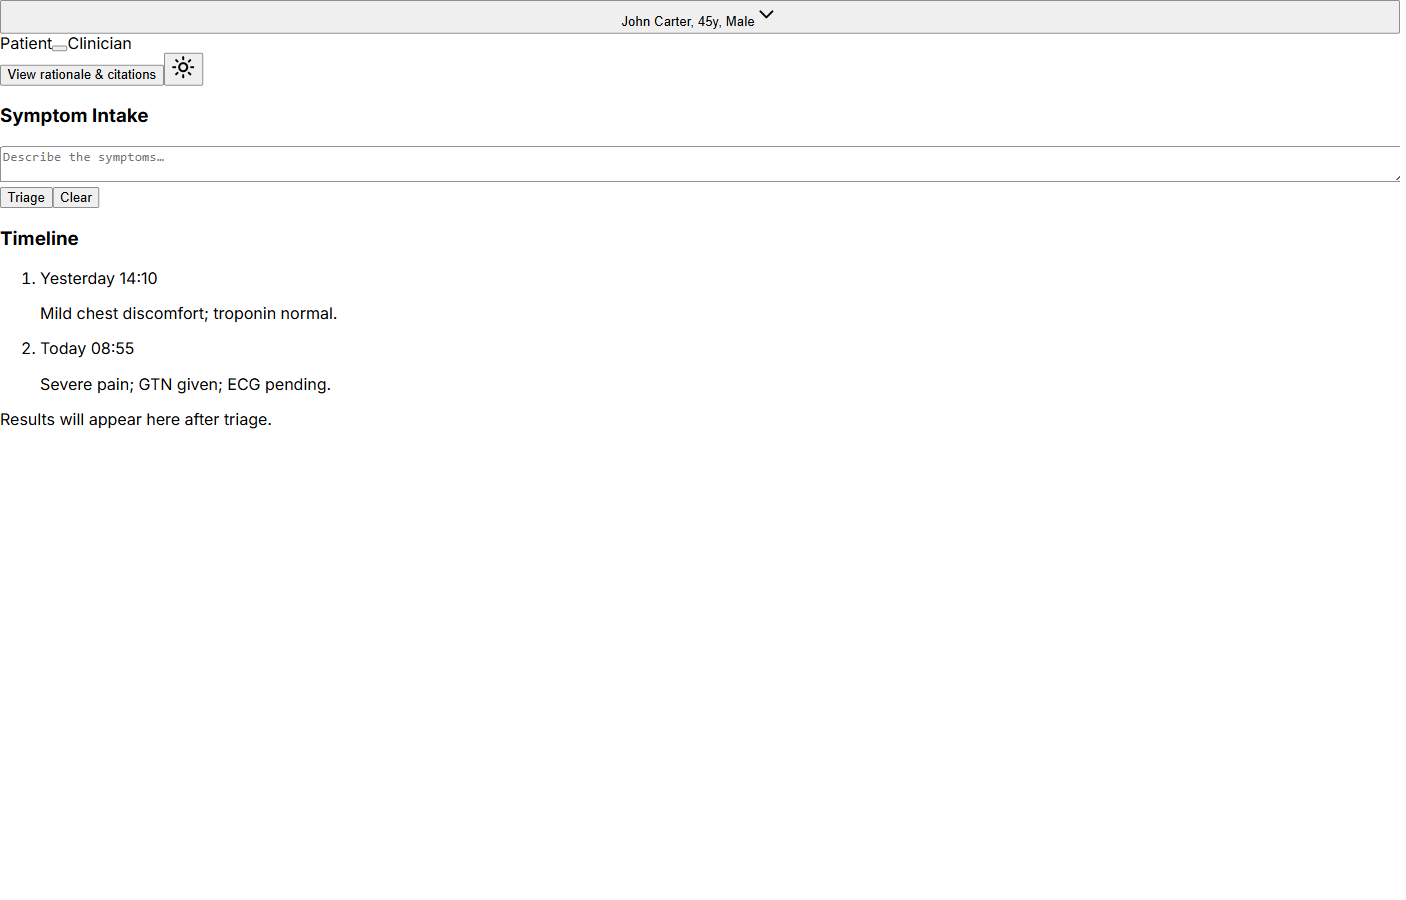 John Carter, 45y, Male
Patient Clinician
View rationale & citations
Symptom Intake
Describe the symptoms…
Triage Clear
Timeline
1. Yesterday 14:10
Mild chest discomfort; troponin normal.
2. Today 08:55
Severe pain; GTN given; ECG pending.
Results will appear here after triage.